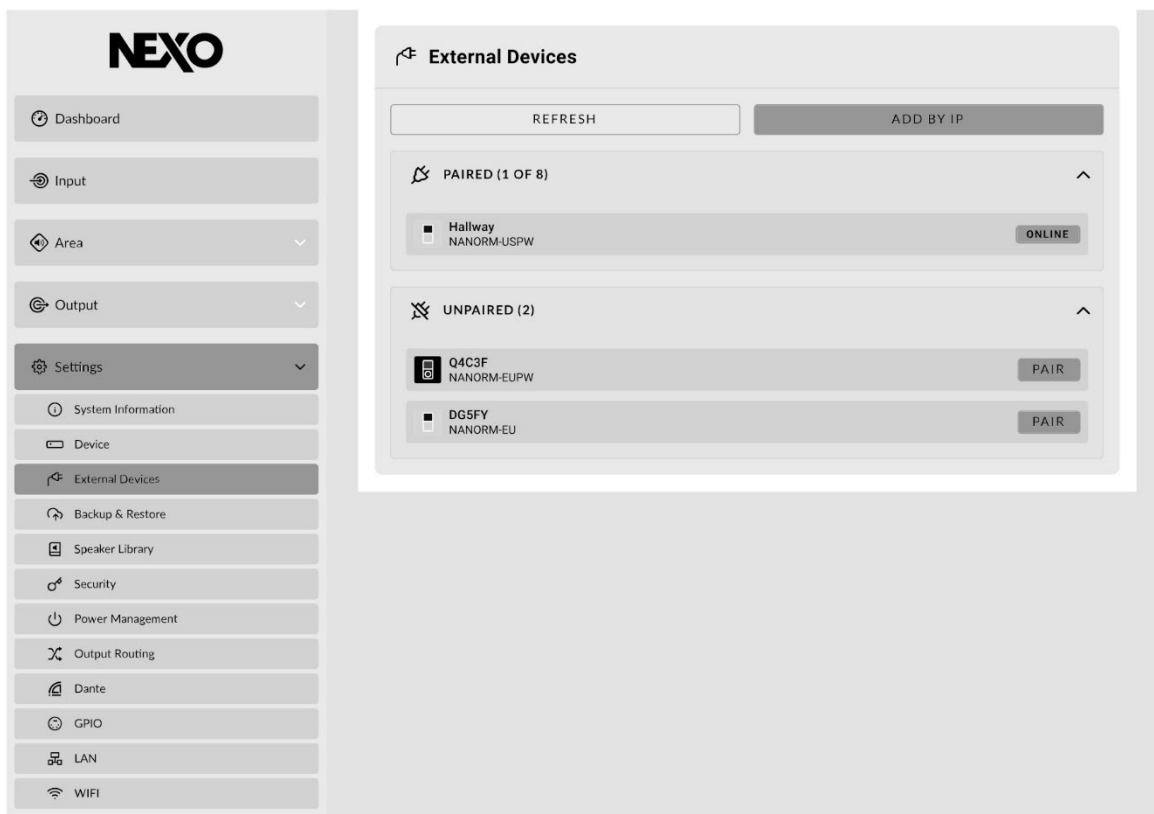 NEXO
Dashboard
Input
Area
Output
Settings
System Information
Device
External Devices
Backup & Restore
Speaker Library
Security
Power Management
Output Routing
Dante
GPIO
LAN
WIFI
External Devices
REFRESH
ADD BY IP
PAIRED (1 OF 8)
Hallway
NANORM-USPW
ONLINE
UNPAIRED (2)
Q4C3F
NANORM-EUPW
PAIR
DG5FY
NANORM-EU
PAIR